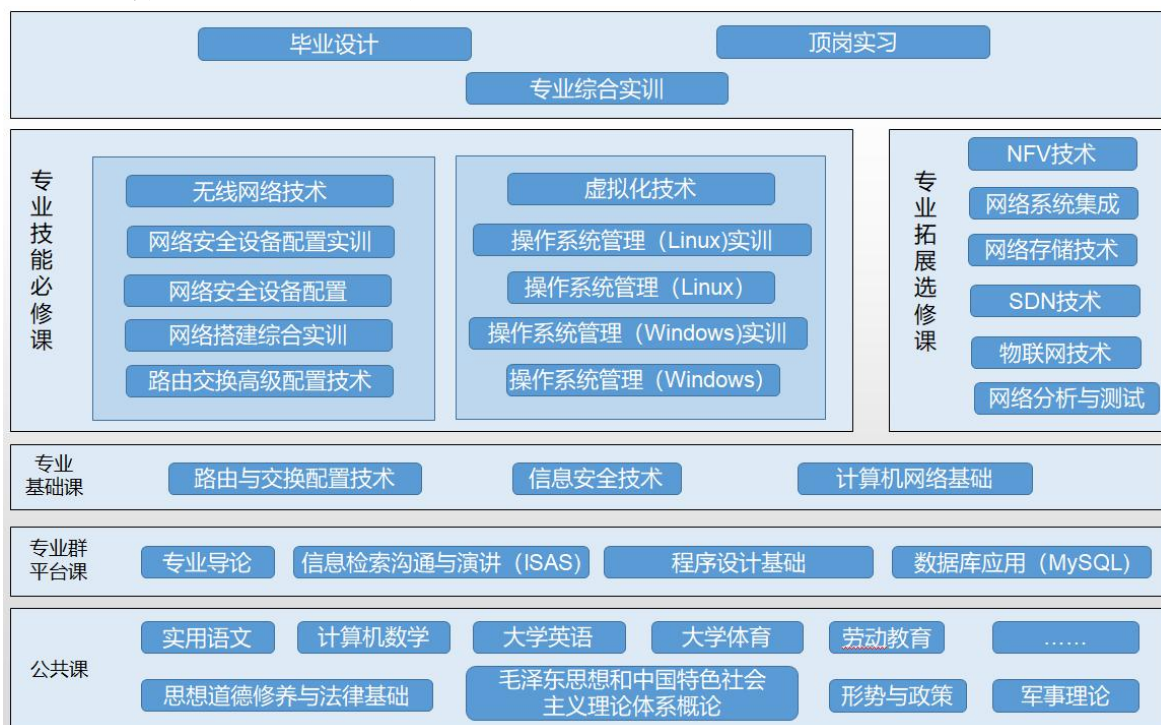 毕业设计
顶岗实习
专业综合实训
专业技能必修课
无线网络技术
网络安全设备配置实训
网络安全设备配置
网络搭建综合实训
路由交换高级配置技术
虚拟化技术
操作系统管理（Linux)实训
操作系统管理（Linux）
操作系统管理（Windows)实训
操作系统管理（Windows）
专业拓展选修课
NFV技术
网络系统集成
网络存储技术
SDN技术
物联网技术
网络分析与测试
专业
基础课
路由与交换配置技术
信息安全技术
计算机网络基础
专业群
平台课
专业导论
信息检索沟通与演讲（ISAS）
程序设计基础
数据库应用（MySQL）
公共课
实用语文
计算机数学
大学英语
大学体育
劳动教育
……
思想道德修养与法律基础
毛泽东思想和中国特色社会
主义理论体系概论
形势与政策
军事理论